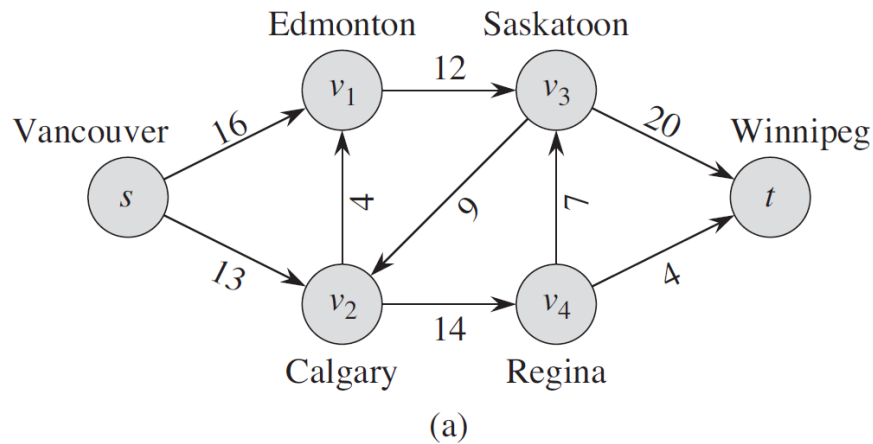 Edmonton
Saskatoon
Vancouver
Winnipeg
v1
12
v3
16
20
s
4
9
7
t
13
4
v2
14
v4
Calgary
Regina
(a)